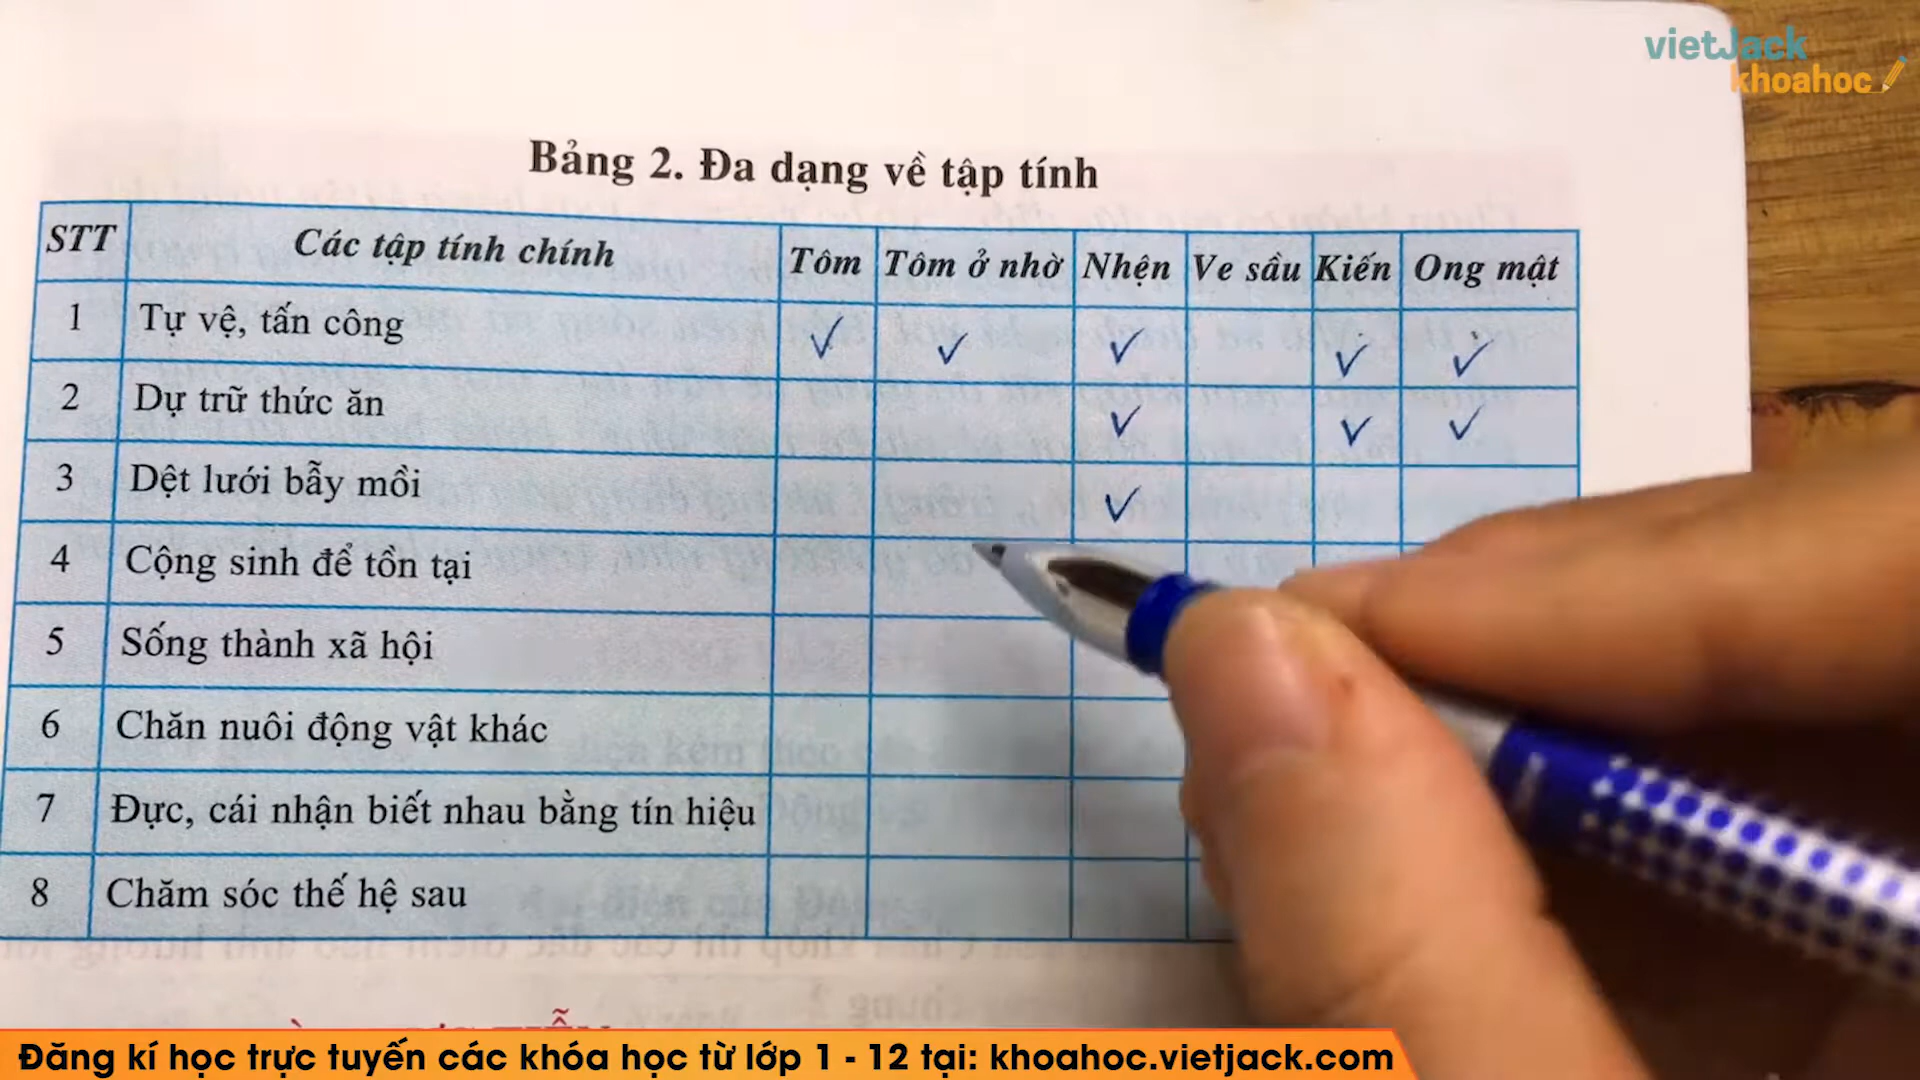 vietJack
khoahoc
Bảng 2. Đa dạng về tập tính
STT Các tập tính chính Tôm Tôm ở nhờ Nhện Ve sầu Kiến Ong mật
1 Tự vệ, tấn công ✓ ✓ ✓ ✓ ✓
2 Dự trữ thức ăn ✓ ✓ ✓
3 Dệt lưới bẫy mồi ✓
4 Cộng sinh để tồn tại
5 Sống thành xã hội
6 Chăn nuôi động vật khác
7 Đực, cái nhận biết nhau bằng tín hiệu
8 Chăm sóc thế hệ sau
Đăng kí học trực tuyến các khóa học từ lớp 1 - 12 tại: khoahoc.vietjack.com